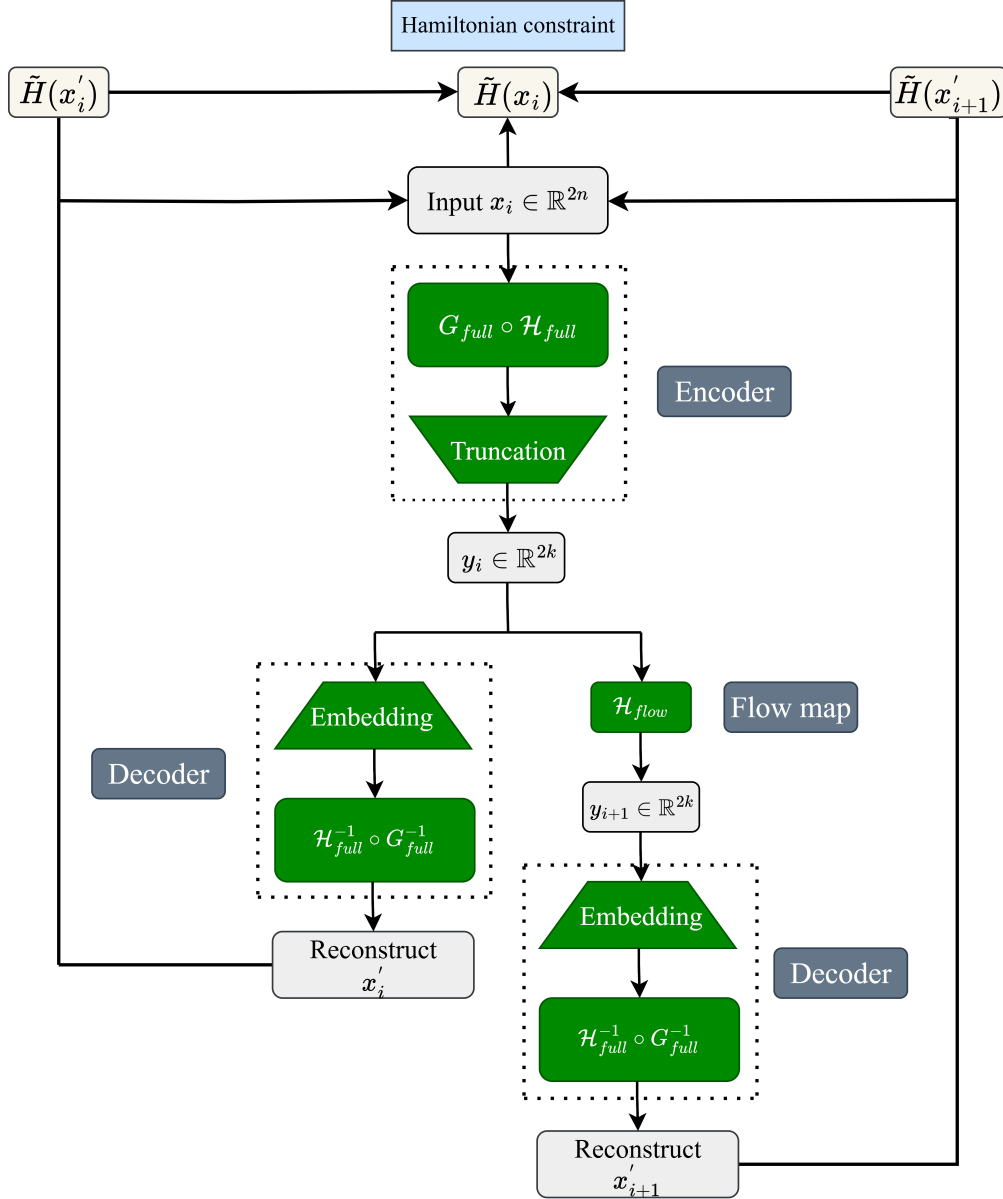 Hamiltonian constraint
H̃(x′ᵢ)
H̃(xᵢ)
H̃(x′ᵢ₊₁)
Input xᵢ ∈ ℝ²ⁿ
G_full ∘ ℋ_full
Encoder
Truncation
yᵢ ∈ ℝ²ᵏ
Embedding
ℋ_flow
Flow map
Decoder
yᵢ₊₁ ∈ ℝ²ᵏ
ℋ⁻¹_full ∘ G⁻¹_full
Embedding
Reconstruct
x′ᵢ
Decoder
ℋ⁻¹_full ∘ G⁻¹_full
Reconstruct
x′ᵢ₊₁